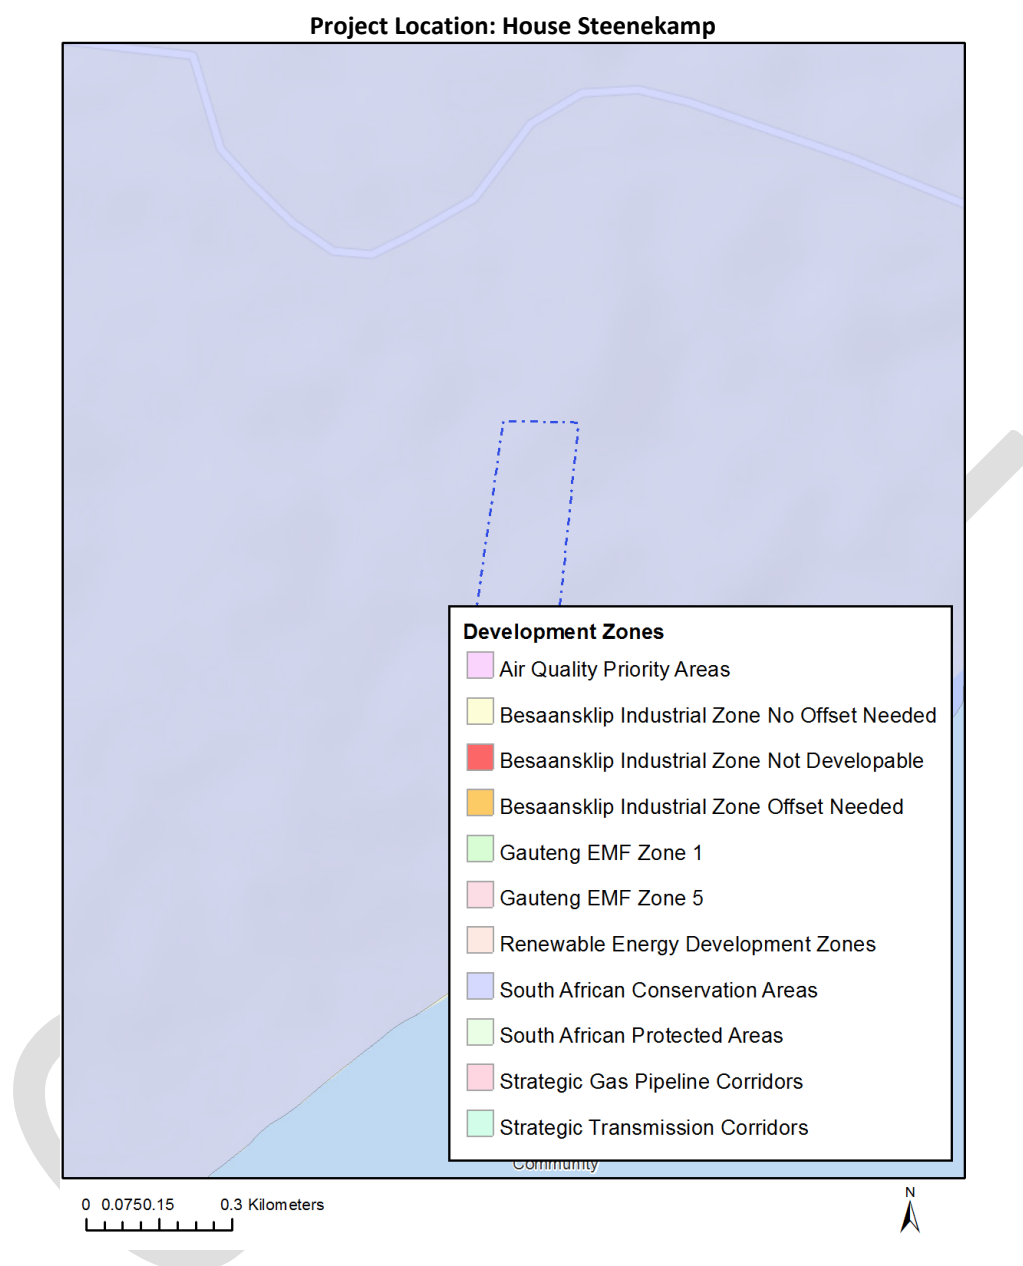 Project Location: House Steenekamp
Development Zones
Air Quality Priority Areas
Besaansklip Industrial Zone No Offset Needed
Besaansklip Industrial Zone Not Developable
Besaansklip Industrial Zone Offset Needed
Gauteng EMF Zone 1
Gauteng EMF Zone 5
Renewable Energy Development Zones
South African Conservation Areas
South African Protected Areas
Strategic Gas Pipeline Corridors
Strategic Transmission Corridors
Community
0 0.0750.15 0.3 Kilometers
N